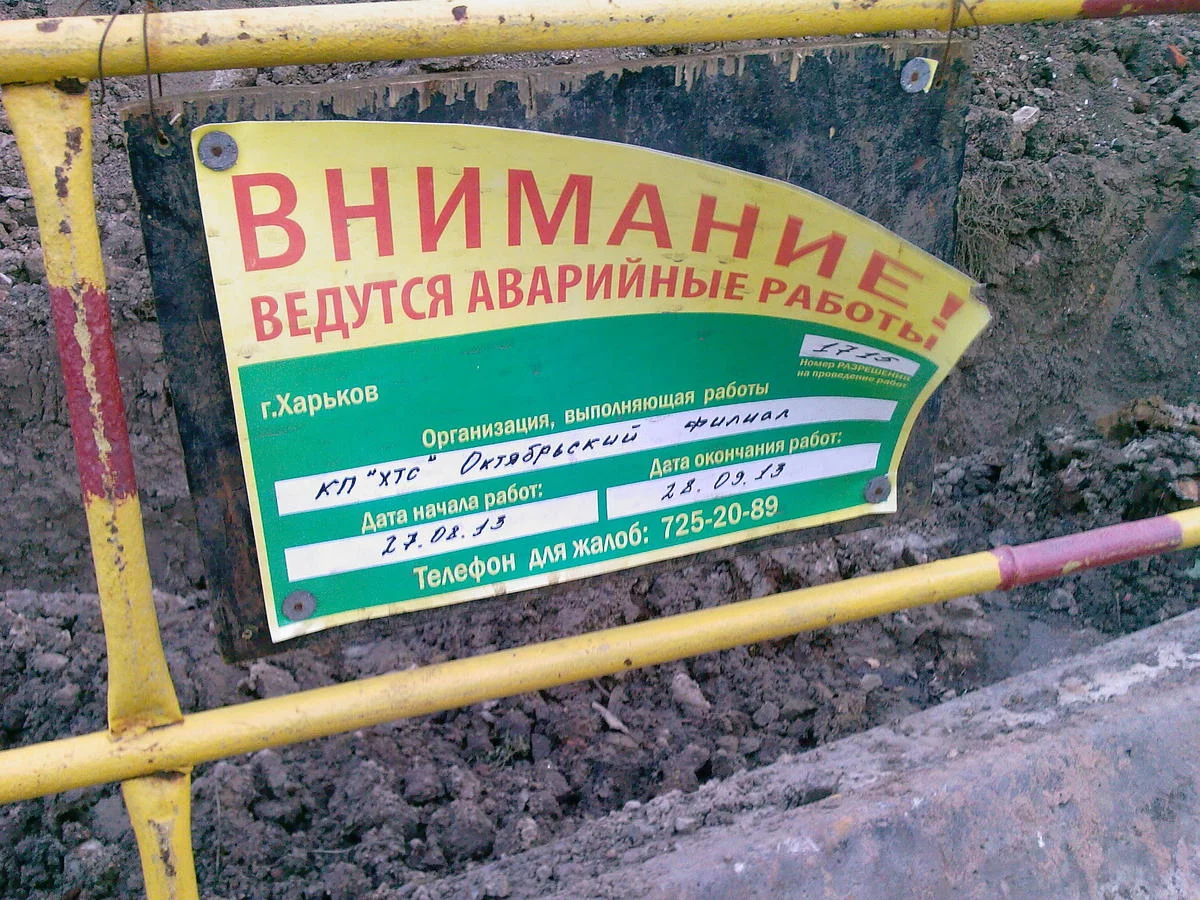 ВНИМАНИЕ!
ВЕДУТСЯ АВАРИЙНЫЕ РАБОТЫ
1715
Номер РАЗРЕШЕНИЯ
на проведение работ
г.Харьков
Организация, выполняющая работы
КП "ХТС" Октябрьский филиал
Дата начала работ:
27.08.13
Дата окончания работ:
28.09.13
Телефон для жалоб: 725-20-89